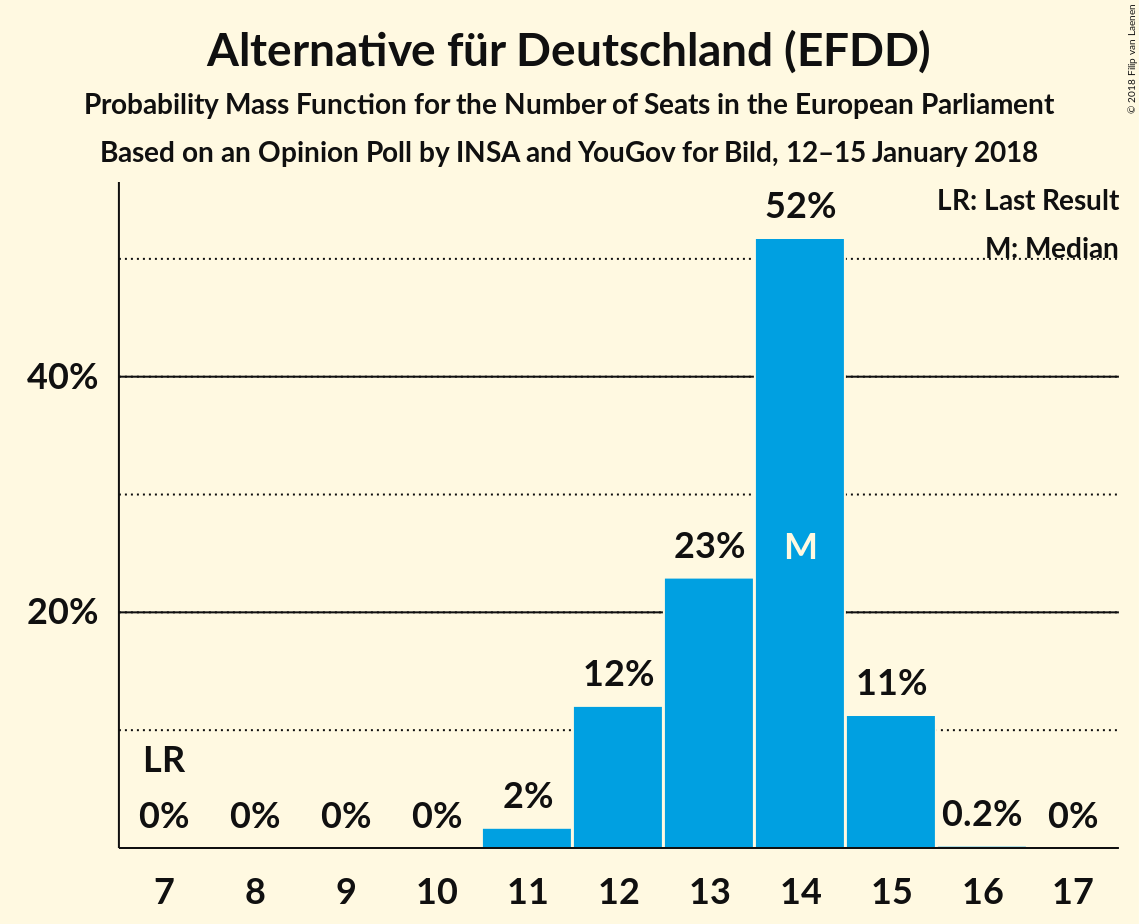 Alternative für Deutschland (EFDD)
Probability Mass Function for the Number of Seats in the European Parliament
Based on an Opinion Poll by INSA and YouGov for Bild, 12–15 January 2018
© 2018 Filip van Laenen
LR: Last Result
M: Median
52%
40%
23%
M
20%
12%
11%
LR
2%
0%
0%
0%
0%
0.2%
0%
7 8 9 10 11 12 13 14 15 16 17